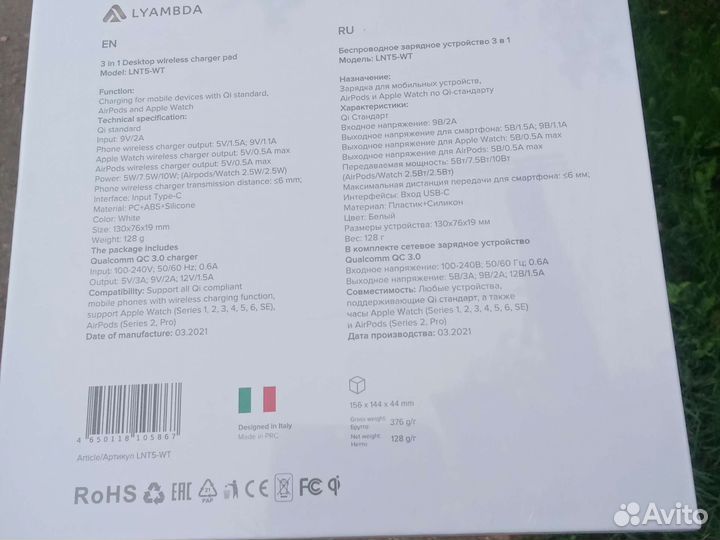 LYAMBDA
EN
3 in 1 Desktop wireless charger pad
Model: LNT5-WT
Function:
Charging for mobile devices with Qi standard,
AirPods and Apple Watch
Technical specification:
Qi standard
Input: 9V/2A
Phone wireless charger output: 5V/1.5A; 9V/1.1A
Apple Watch wireless charger output: 5V/0.5A max
AirPods wireless charger output: 5V/0.5A max
Power: 5W/7.5W/10W; (Airpods/Watch 2.5W/2.5W)
Phone wireless charger transmission distance: ≤6 mm;
Interface: Input Type-C
Material: PC+ABS+Silicone
Color: White
Size: 130x76x19 mm
Weight: 128 g
The package includes
Qualcomm QC 3.0 charger
Input: 100-240V; 50/60 Hz; 0.6A
Output: 5V/3A; 9V/2A; 12V/1.5A
Compatibility: Support all Qi compliant
mobile phones with wireless charging function,
support Apple Watch (Series 1, 2, 3, 4, 5, 6, SE),
AirPods (Series 2, Pro)
Date of manufacture: 03.2021
RU
Беспроводное зарядное устройство 3 в 1
Модель: LNT5-WT
Назначение:
Зарядка для мобильных устройств,
AirPods и Apple Watch по Qi-стандарту
Характеристики:
Qi Стандарт
Входное напряжение: 9В/2А
Выходное напряжение для смартфона: 5В/1.5А; 9В/1.1А
Выходное напряжение для Apple Watch: 5В/0.5А max
Выходное напряжение для AirPods: 5В/0.5А max
Передаваемая мощность: 5Вт/7.5Вт/10Вт
(AirPods/Watch 2.5Вт/2.5Вт)
Максимальная дистанция передачи для смартфона: ≤6 мм;
Интерфейсы: Вход USB-C
Материал: Пластик+Силикон
Цвет: Белый
Размеры устройства: 130x76x19 мм
Вес: 128 г
В комплекте сетевое зарядное устройство
Qualcomm QC 3.0
Входное напряжение: 100-240В; 50/60 Гц; 0.6А
Выходное напряжение: 5В/3А; 9В/2А; 12В/1.5А
Совместимость: Любые устройства,
поддерживающие Qi стандарт, а также
часы Apple Watch (Series 1, 2, 3, 4, 5, 6, SE)
и AirPods (Series 2, Pro)
Дата производства: 03.2021
4 650118 105867
Article/Артикул LNT5-WT
Designed in Italy
Made in PRC
156 x 144 x 44 mm
Gross weight:
Брутто
376 g/г
Net weight:
Нетто
128 g/г
RoHS EAC 21 PAP CE FC qi
Avito